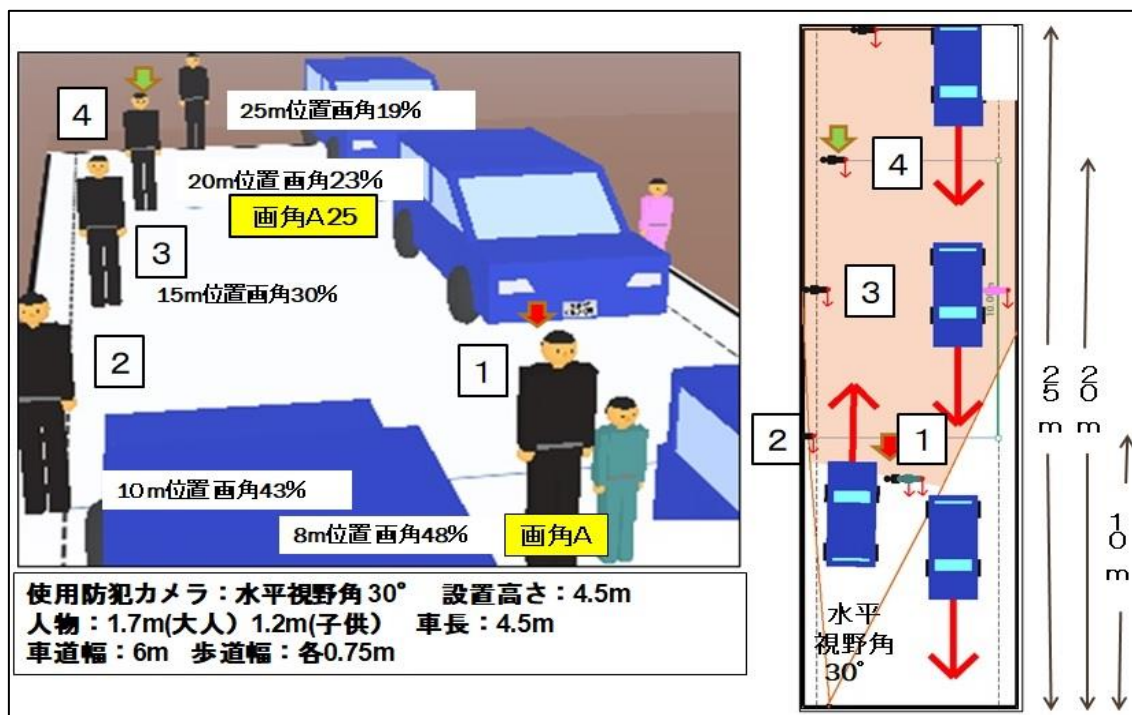 4
25m位置画角19%
20m位置画角23%
画角A25
3
15m位置画角30%
2
1
10m位置画角43%
8m位置画角48%
画角A
使用防犯カメラ：水平視野角30°　設置高さ：4.5m
人物：1.7m(大人）1.2m(子供）　車長：4.5m
車道幅：6m　歩道幅：各0.75m
4
3
2
1
水平
視野角
30°
25m
20m
10m